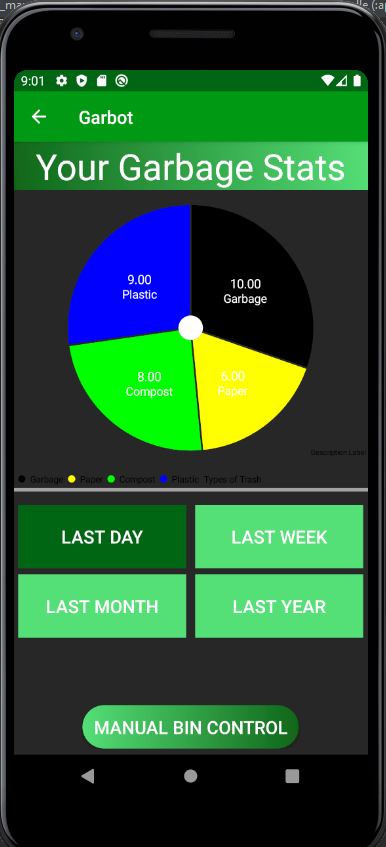 9:01
Garbot
Your Garbage Stats
9.00
Plastic
10.00
Garbage
8.00
Compost
6.00
Paper
Description Label
Garbage Paper Compost Plastic Types of Trash
LAST DAY
LAST WEEK
LAST MONTH
LAST YEAR
MANUAL BIN CONTROL